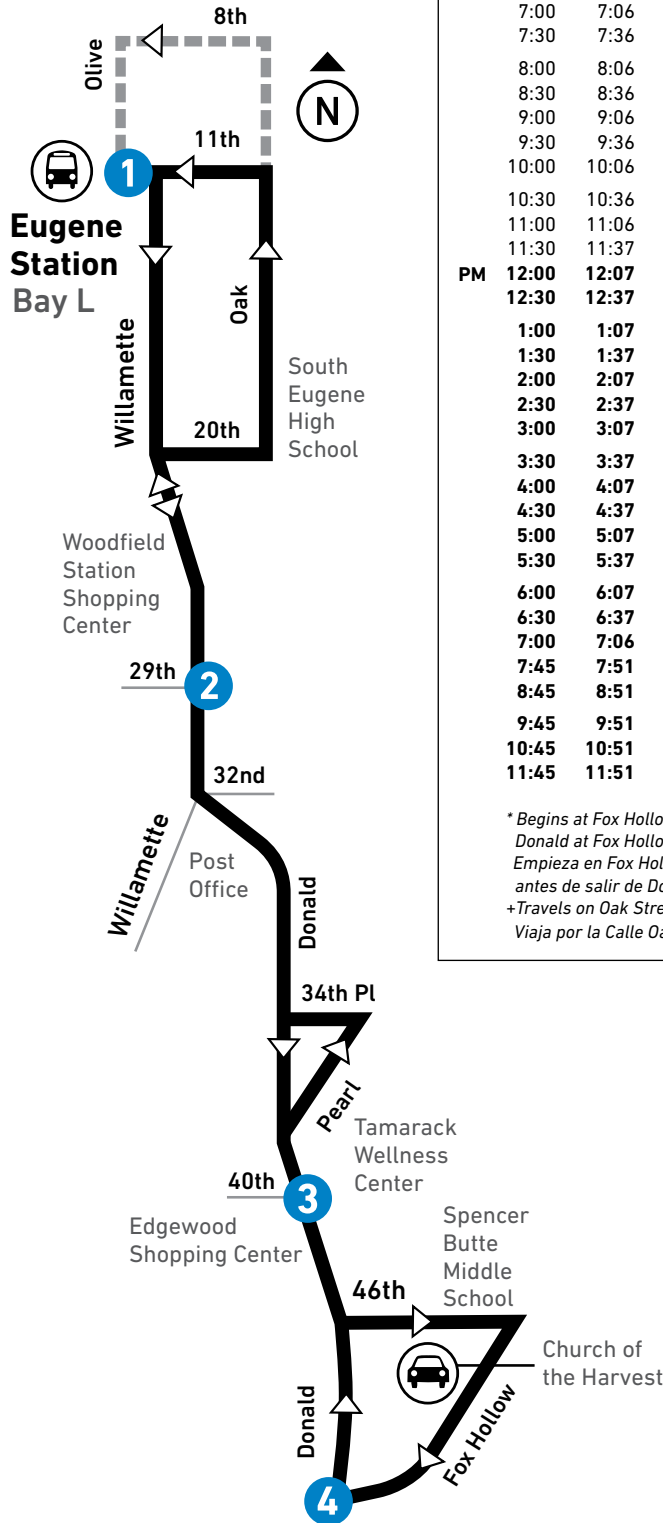 8th
Olive
N
11th
1
Eugene
Station
Bay L
Willamette
Oak
South
Eugene
High
School
20th
Woodfield
Station
Shopping
Center
29th
2
32nd
Willamette
Post
Office
Donald
34th Pl
Pearl
Tamarack
Wellness
Center
40th
3
Edgewood
Shopping Center
Spencer
Butte
Middle
School
46th
Church of
the Harvest
Donald
Fox Hollow
4
7:00 7:06
7:30 7:36
8:00 8:06
8:30 8:36
9:00 9:06
9:30 9:36
10:00 10:06
10:30 10:36
11:00 11:06
11:30 11:37
PM 12:00 12:07
12:30 12:37
1:00 1:07
1:30 1:37
2:00 2:07
2:30 2:37
3:00 3:07
3:30 3:37
4:00 4:07
4:30 4:37
5:00 5:07
5:30 5:37
6:00 6:07
6:30 6:37
7:00 7:06
7:45 7:51
8:45 8:51
9:45 9:51
10:45 10:51
11:45 11:51
* Begins at Fox Hollo
Donald at Fox Hollo
Empieza en Fox Hol
antes de salir de Do
+Travels on Oak Stre
Viaja por la Calle Oa